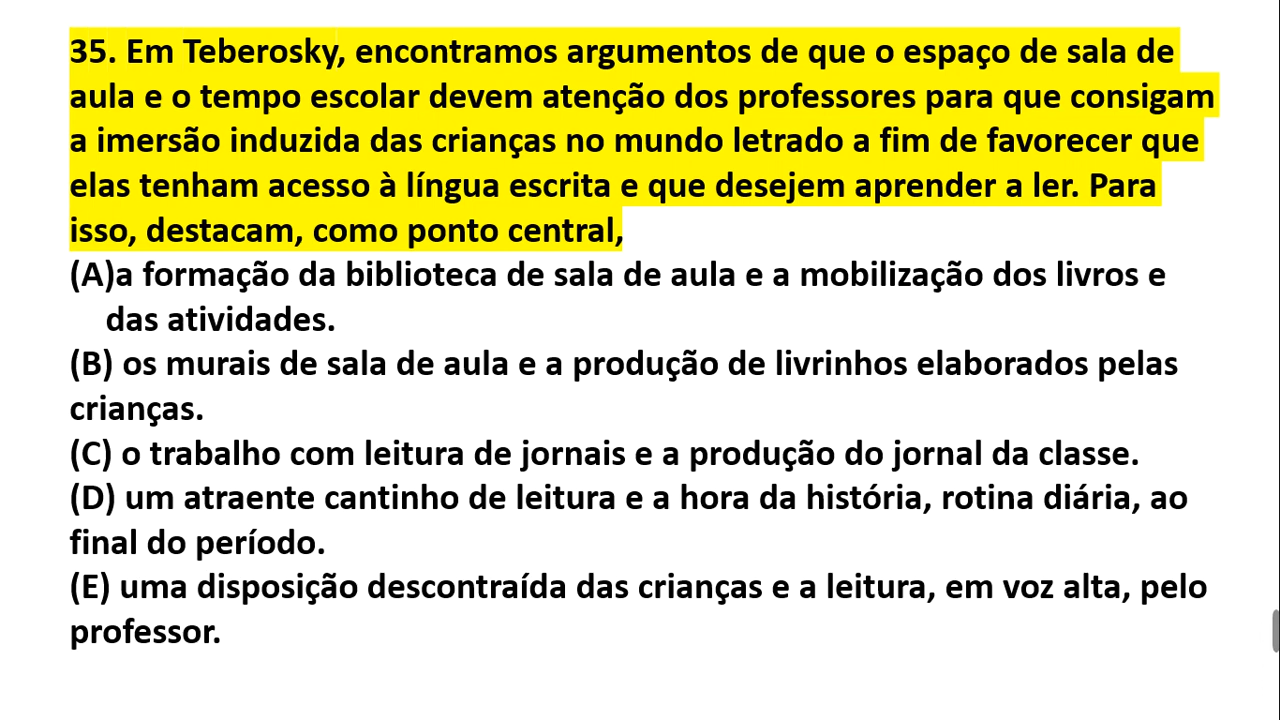 35. Em Teberosky, encontramos argumentos de que o espaço de sala de
aula e o tempo escolar devem atenção dos professores para que consigam
a imersão induzida das crianças no mundo letrado a fim de favorecer que
elas tenham acesso à língua escrita e que desejem aprender a ler. Para
isso, destacam, como ponto central,
(A)a formação da biblioteca de sala de aula e a mobilização dos livros e
das atividades.
(B) os murais de sala de aula e a produção de livrinhos elaborados pelas
crianças.
(C) o trabalho com leitura de jornais e a produção do jornal da classe.
(D) um atraente cantinho de leitura e a hora da história, rotina diária, ao
final do período.
(E) uma disposição descontraída das crianças e a leitura, em voz alta, pelo
professor.